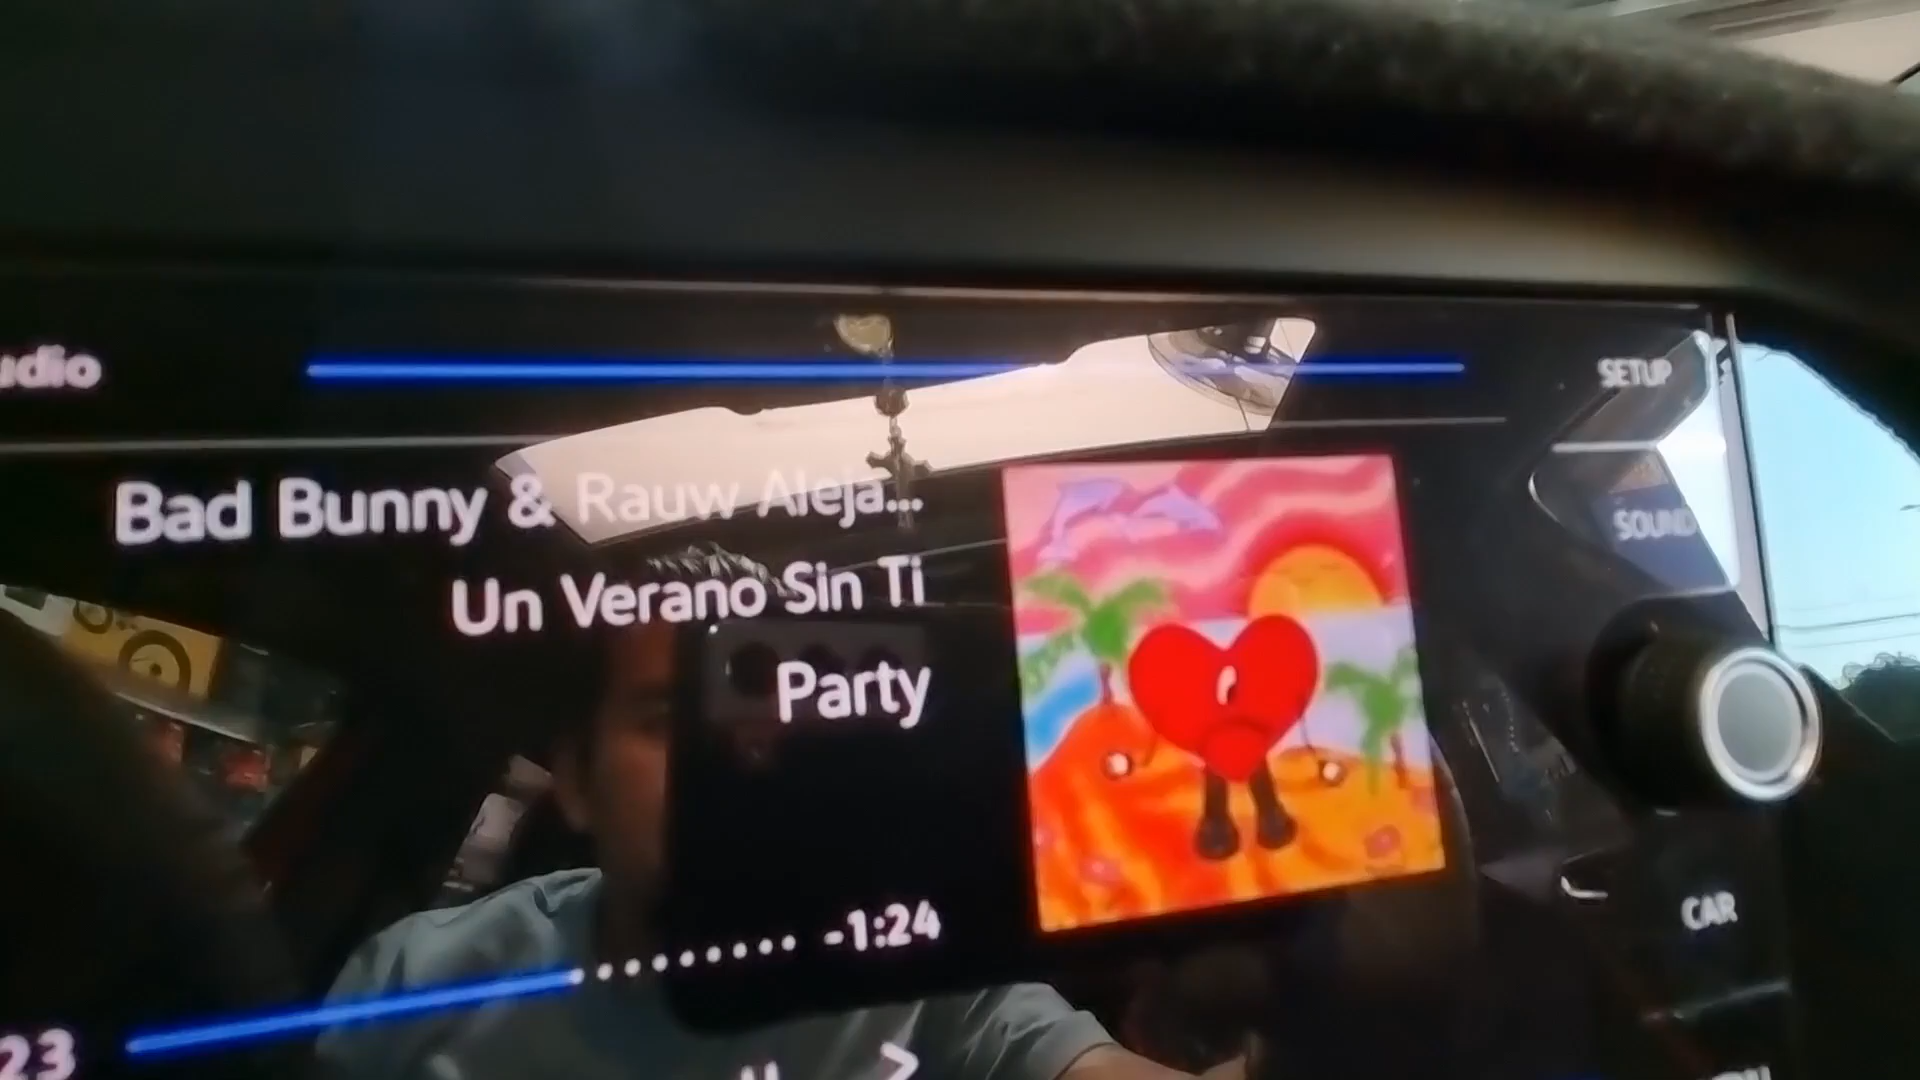 udio
SETUP
Bad Bunny & Rauw Aleja...
SOUND
Un Verano Sin Ti
Party
CAR
-1:24
23